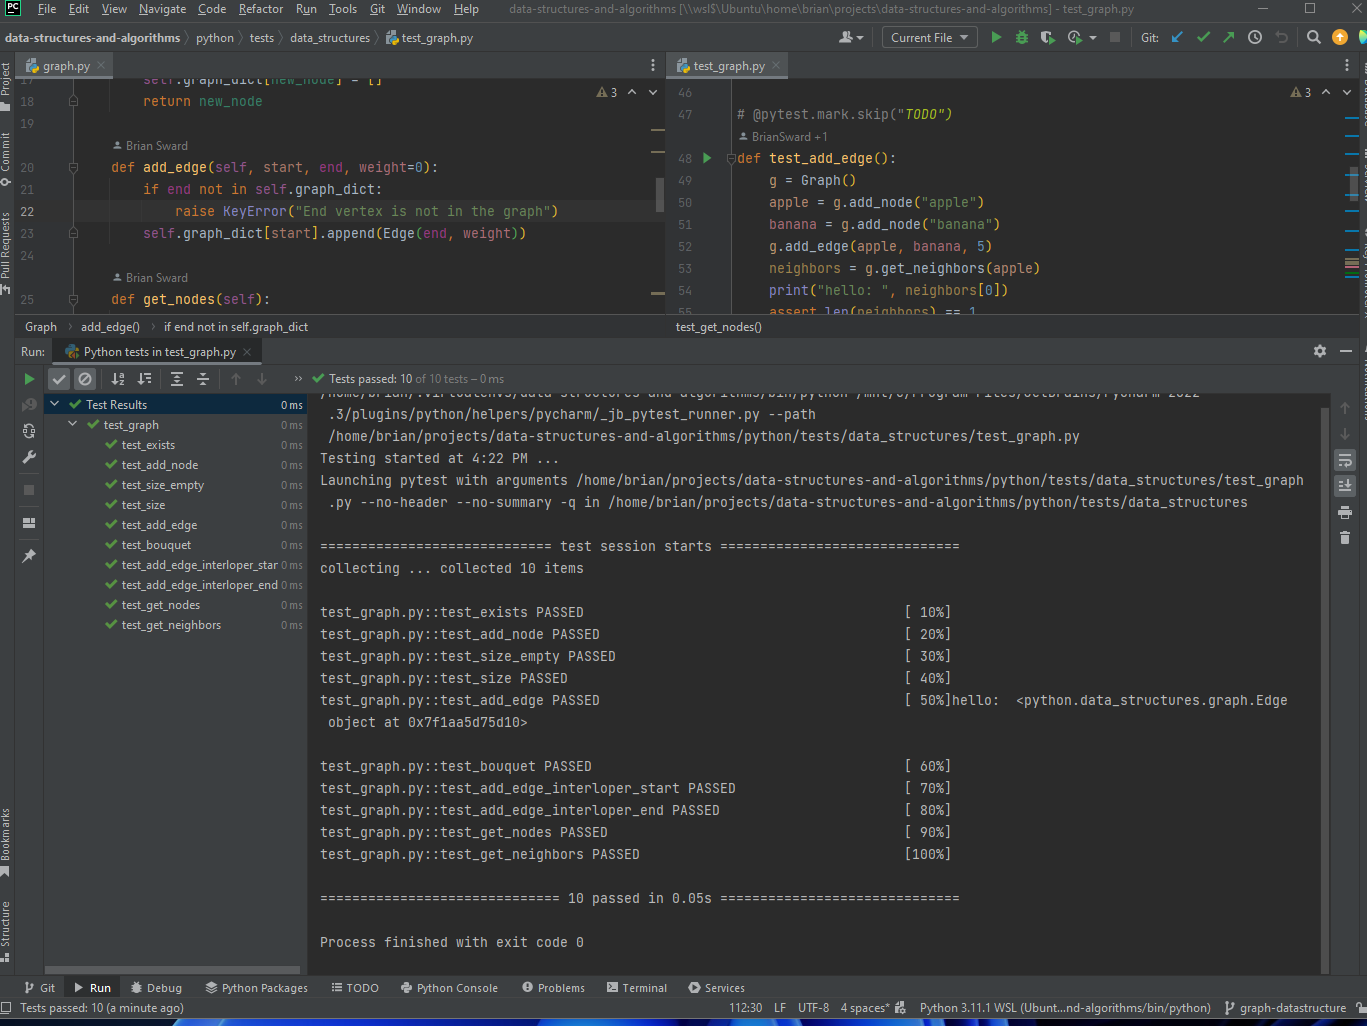 PC File Edit View Navigate Code Refactor Run Tools Git Window Help data-structures-and-algorithms [\\wsl$\Ubuntu\home\brian\projects\data-structures-and-algorithms] - test_graph.py
data-structures-and-algorithms python tests data_structures test_graph.py Current File Git:
Project
Commit
Pull Requests
graph.py
17 self.graph_dict[new_node] = []
3
18 return new_node
19
Brian Sward
20 def add_edge(self, start, end, weight=0):
21 if end not in self.graph_dict:
22 raise KeyError("End vertex is not in the graph")
23 self.graph_dict[start].append(Edge(end, weight))
24
Brian Sward
25 def get_nodes(self):
Graph add_edge() if end not in self.graph_dict
test_graph.py
46
3
47 # @pytest.mark.skip("TODO")
BrianSward +1
48 def test_add_edge():
49 g = Graph()
50 apple = g.add_node("apple")
51 banana = g.add_node("banana")
52 g.add_edge(apple, banana, 5)
53 neighbors = g.get_neighbors(apple)
54 print("hello: ", neighbors[0])
55 assert len(neighbors) == 1
test_get_nodes()
Run: Python tests in test_graph.py
Tests passed: 10 of 10 tests – 0 ms
Test Results 0 ms
test_graph 0 ms
test_exists 0 ms
test_add_node 0 ms
test_size_empty 0 ms
test_size 0 ms
test_add_edge 0 ms
test_bouquet 0 ms
test_add_edge_interloper_star 0 ms
test_add_edge_interloper_end 0 ms
test_get_nodes 0 ms
test_get_neighbors 0 ms
/home/brian/.virtualenvs/data-structures-and-algorithms/bin/python /mnt/c/Program Files/JetBrains/PyCharm 2022
.3/plugins/python/helpers/pycharm/_jb_pytest_runner.py --path
/home/brian/projects/data-structures-and-algorithms/python/tests/data_structures/test_graph.py
Testing started at 4:22 PM ...
Launching pytest with arguments /home/brian/projects/data-structures-and-algorithms/python/tests/data_structures/test_graph
.py --no-header --no-summary -q in /home/brian/projects/data-structures-and-algorithms/python/tests/data_structures
============================= test session starts ==============================
collecting ... collected 10 items
test_graph.py::test_exists PASSED [ 10%]
test_graph.py::test_add_node PASSED [ 20%]
test_graph.py::test_size_empty PASSED [ 30%]
test_graph.py::test_size PASSED [ 40%]
test_graph.py::test_add_edge PASSED [ 50%]hello:  <python.data_structures.graph.Edge
object at 0x7f1aa5d75d10>
test_graph.py::test_bouquet PASSED [ 60%]
test_graph.py::test_add_edge_interloper_start PASSED [ 70%]
test_graph.py::test_add_edge_interloper_end PASSED [ 80%]
test_graph.py::test_get_nodes PASSED [ 90%]
test_graph.py::test_get_neighbors PASSED [100%]
============================== 10 passed in 0.05s ==============================
Process finished with exit code 0
Bookmarks
Structure
Git Run Debug Python Packages TODO Python Console Problems Terminal Services
Tests passed: 10 (a minute ago) 112:30 LF UTF-8 4 spaces* Python 3.11.1 WSL (Ubunt...nd-algorithms/bin/python) graph-datastructure